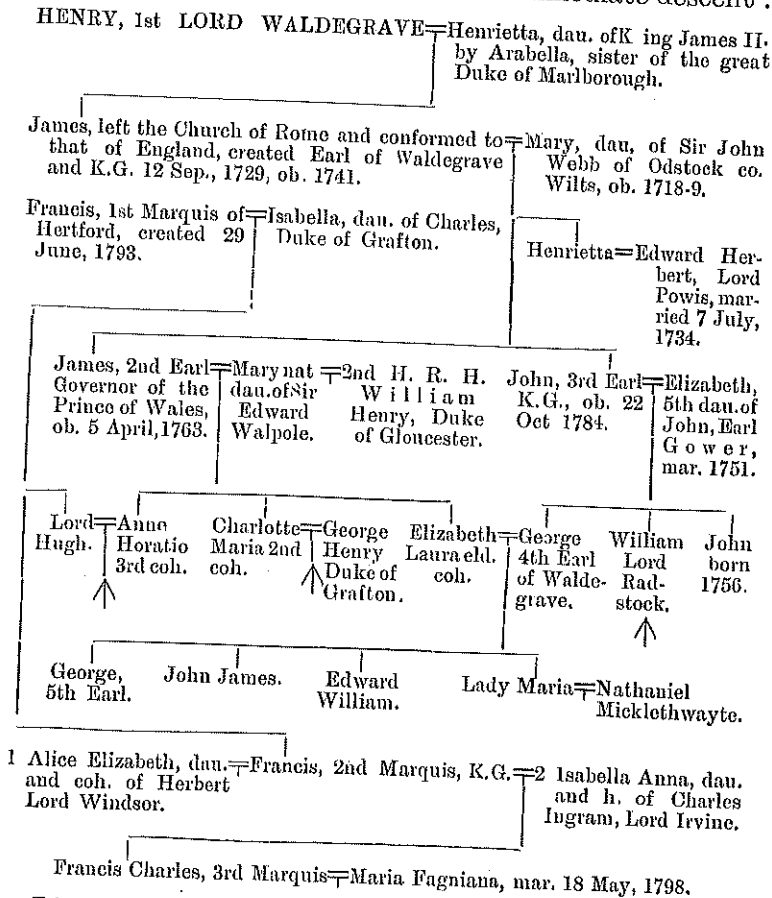 HENRY, 1st LORD WALDEGRAVE=Henrietta, dau. ofK ing James II.
by Arabella, sister of the great
Duke of Marlborough.
James, left the Church of Rome and conformed to=Mary, dau, of Sir John
that of England, created Earl of Waldegrave
and K.G. 12 Sep., 1729, ob. 1741.
Webb of Odstock co.
Wilts, ob. 1718-9.
Francis, 1st Marquis of=Isabella, dau. of Charles,
Hertford, created 29
June, 1793.
Duke of Grafton.
Henrietta=Edward Her-
bert, Lord
Powis, mar-
ried 7 July,
1734.
James, 2nd Earl=Mary nat=2nd H. R. H.
Governor of the
Prince of Wales,
ob. 5 April, 1763.
dau.ofSir
Edward
Walpole.
William
Henry, Duke
of Gloucester.
John, 3rd Earl=Elizabeth,
K.G., ob. 22
Oct 1784.
5th dau.of
John, Earl
Gower,
mar. 1751.
Lord=Anne
Hugh.
Horatio
3rd coh.
Charlotte=George
Maria 2nd
coh.
Henry
Duke of
Grafton.
Elizabeth=George
Laura eld.
coh.
4th Earl
of Walde-
grave.
William
Lord
Rad-
stock.
John
born
1756.
George,
5th Earl.
John James.
Edward
William.
Lady Maria=Nathaniel
Micklethwayte.
1 Alice Elizabeth, dau.=Francis, 2nd Marquis, K.G.=2 Isabella Anna, dau.
and coh. of Herbert
Lord Windsor.
and h. of Charles
Ingram, Lord Irvine.
Francis Charles, 3rd Marquis=Maria Fagniana, mar. 18 May, 1798.